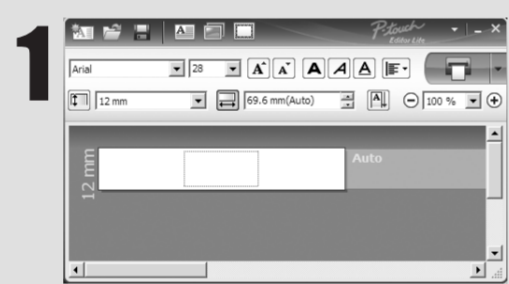 1
P-touch
Editor Lite
Arial
28
A A A A A
12 mm
69.6 mm(Auto)
A
100 %
12 mm
Auto